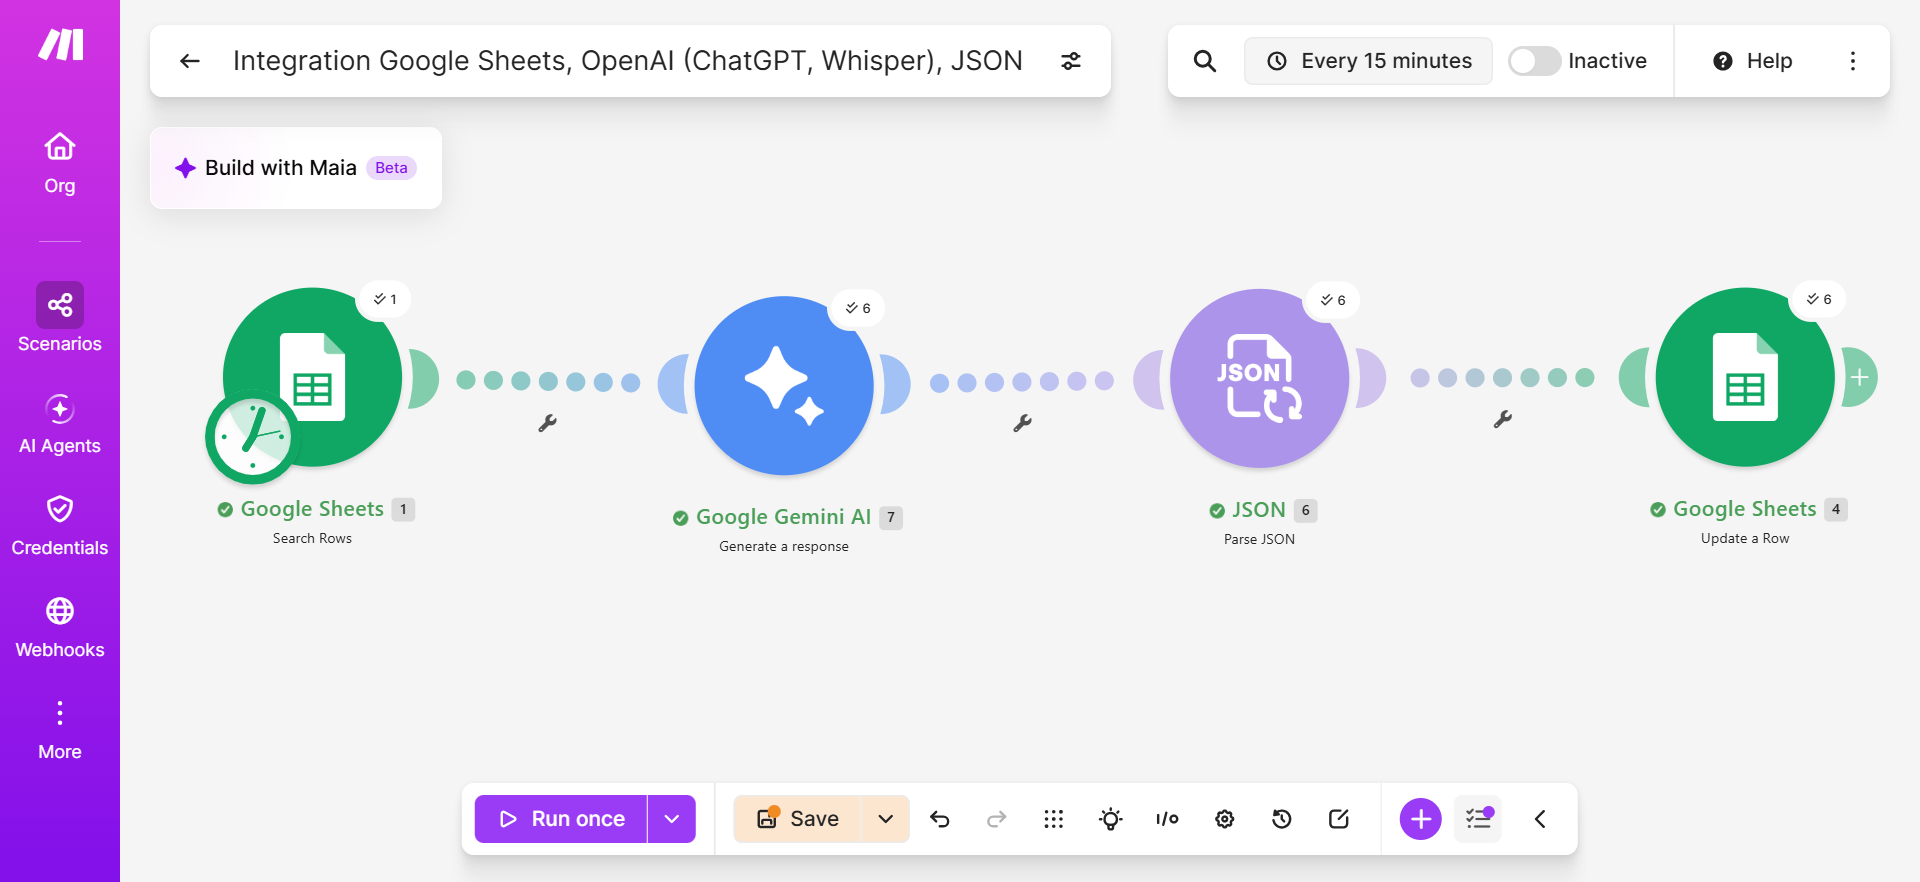 Integration Google Sheets, OpenAI (ChatGPT, Whisper), JSON
Every 15 minutes
Inactive
Help
Build with Maia Beta
Org
Scenarios
AI Agents
Credentials
Webhooks
More
1
6
6
6
JSON
Google Sheets 1
Search Rows
Google Gemini AI 7
Generate a response
JSON 6
Parse JSON
Google Sheets 4
Update a Row
Run once
Save